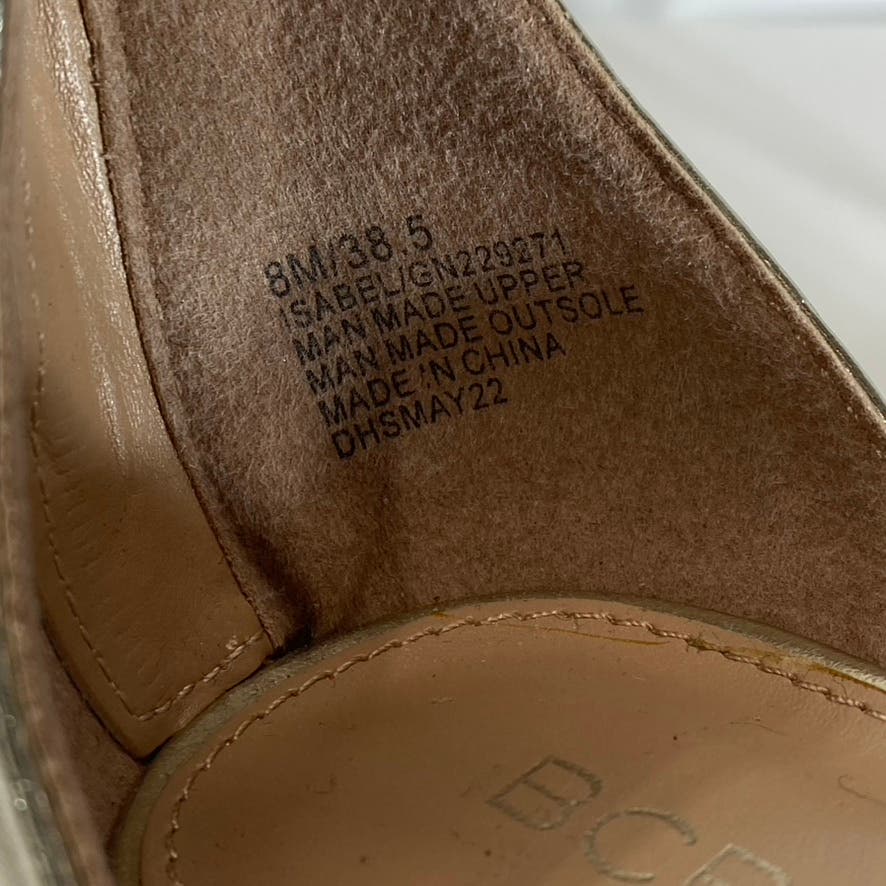 8M/38.5
ISABEL/GN229271
MAN MADE UPPER
MAN MADE OUTSOLE
MADE IN CHINA
DHSMAY22
BCB